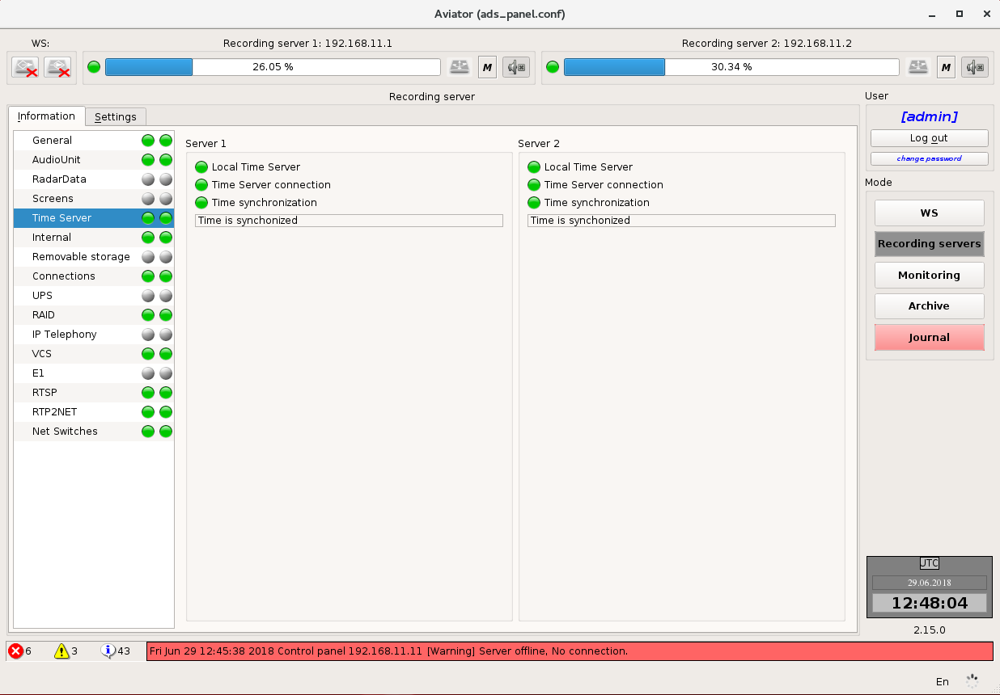 Aviator (ads_panel.conf)
WS:
Recording server 1: 192.168.11.1
Recording server 2: 192.168.11.2
26.05 %
M
30.34 %
M
Recording server
User
Information
Settings
[admin]
Log out
change password
General
AudioUnit
RadarData
Screens
Time Server
Internal
Removable storage
Connections
UPS
RAID
IP Telephony
VCS
E1
RTSP
RTP2NET
Net Switches
Server 1
Local Time Server
Time Server connection
Time synchronization
Time is synchonized
Server 2
Local Time Server
Time Server connection
Time synchronization
Time is synchonized
Mode
WS
Recording servers
Monitoring
Archive
Journal
UTC
29.06.2018
12:48:04
2.15.0
6
3
43
Fri Jun 29 12:45:38 2018 Control panel 192.168.11.11 [Warning] Server offline, No connection.
En